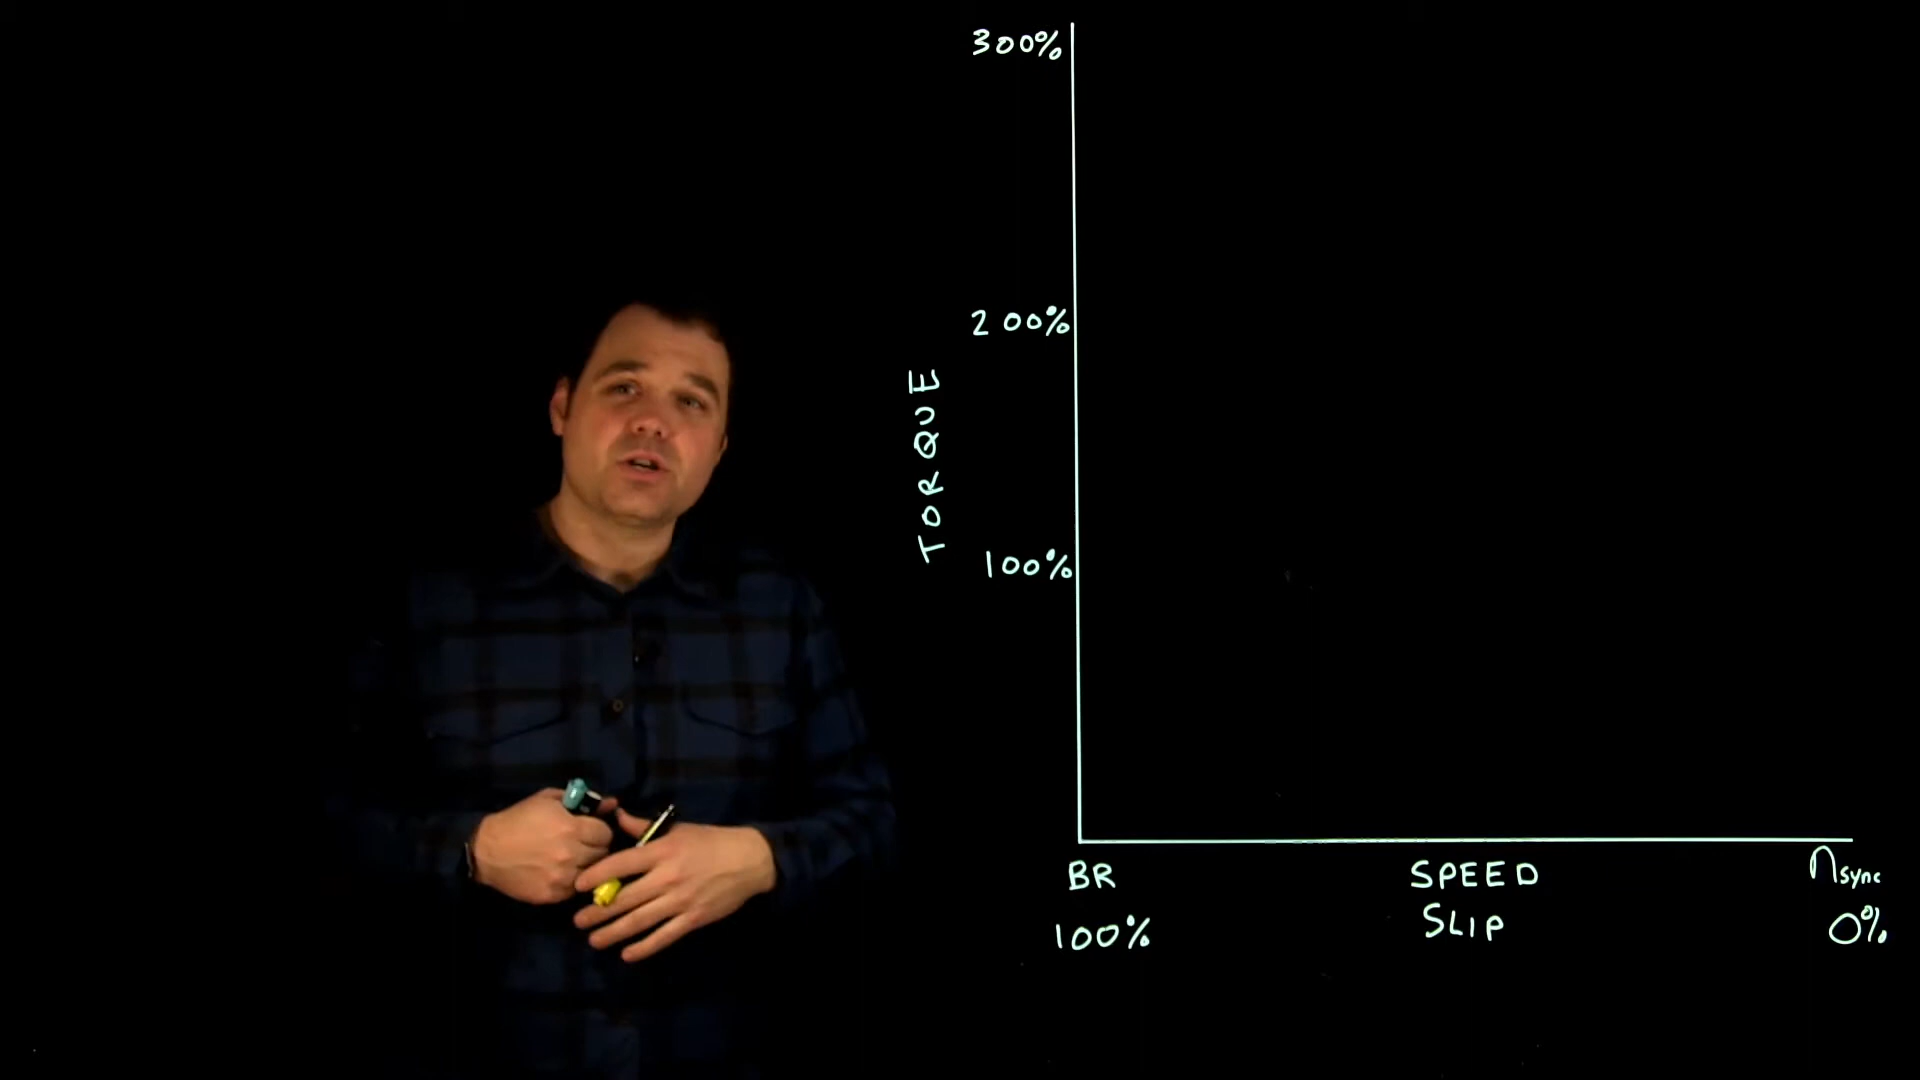 300%
200%
TORQUE
100%
BR SPEED nsync
100% SLIP 0%